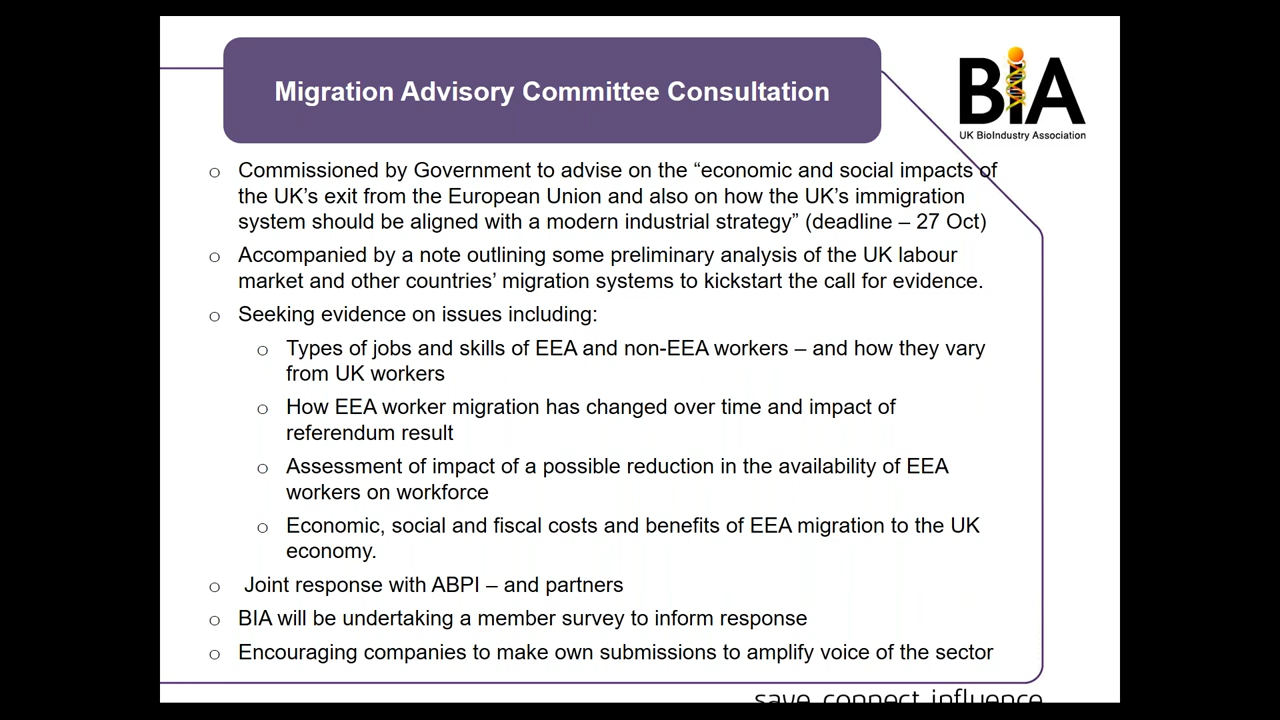 Migration Advisory Committee Consultation
BIA
UK BioIndustry Association
o Commissioned by Government to advise on the “economic and social impacts of
the UK’s exit from the European Union and also on how the UK’s immigration
system should be aligned with a modern industrial strategy” (deadline – 27 Oct)
o Accompanied by a note outlining some preliminary analysis of the UK labour
market and other countries’ migration systems to kickstart the call for evidence.
o Seeking evidence on issues including:
o Types of jobs and skills of EEA and non-EEA workers – and how they vary
from UK workers
o How EEA worker migration has changed over time and impact of
referendum result
o Assessment of impact of a possible reduction in the availability of EEA
workers on workforce
o Economic, social and fiscal costs and benefits of EEA migration to the UK
economy.
o Joint response with ABPI – and partners
o BIA will be undertaking a member survey to inform response
o Encouraging companies to make own submissions to amplify voice of the sector
save connect influence